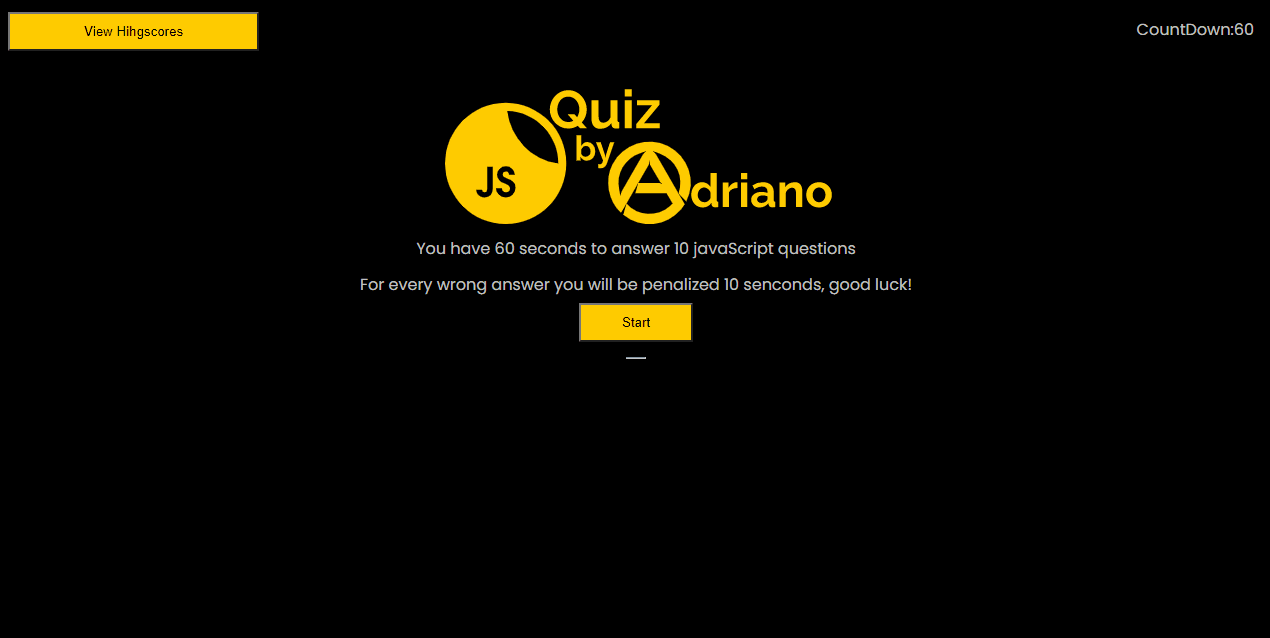 View Hihgscores
CountDown:60
Quiz
by
Adriano
JS
You have 60 seconds to answer 10 javaScript questions
For every wrong answer you will be penalized 10 senconds, good luck!
Start